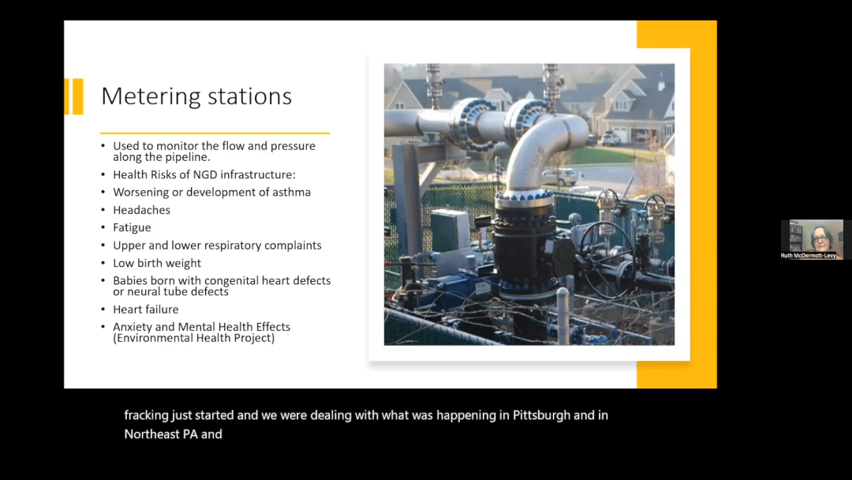 Metering stations
• Used to monitor the flow and pressure
along the pipeline.
• Health Risks of NGD infrastructure:
• Worsening or development of asthma
• Headaches
• Fatigue
• Upper and lower respiratory complaints
• Low birth weight
• Babies born with congenital heart defects
or neural tube defects
• Heart failure
• Anxiety and Mental Health Effects
(Environmental Health Project)
Ruth McDermott-Levy
fracking just started and we were dealing with what was happening in Pittsburgh and in
Northeast PA and